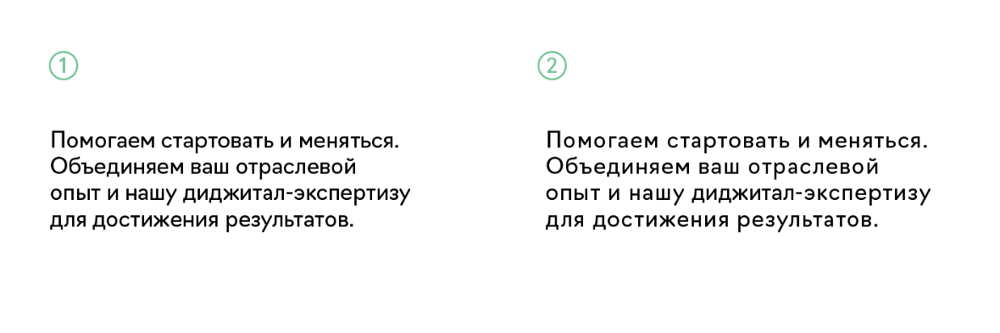 1
Помогаем стартовать и меняться.
Объединяем ваш отраслевой
опыт и нашу диджитал-экспертизу
для достижения результатов.
2
Помогаем стартовать и меняться.
Объединяем ваш отраслевой
опыт и нашу диджитал-экспертизу
для достижения результатов.